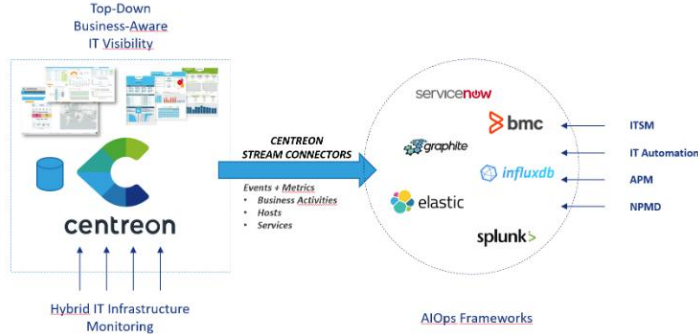 Top-Down
Business-Aware
IT Visibility
centreon
Hybrid IT Infrastructure
Monitoring
CENTREON
STREAM CONNECTORS
Events + Metrics
• Business Activities
• Hosts
• Services
servicenow
bmc
graphite
influxdb
elastic
splunk>
AIOps Frameworks
ITSM
IT Automation
APM
NPMD